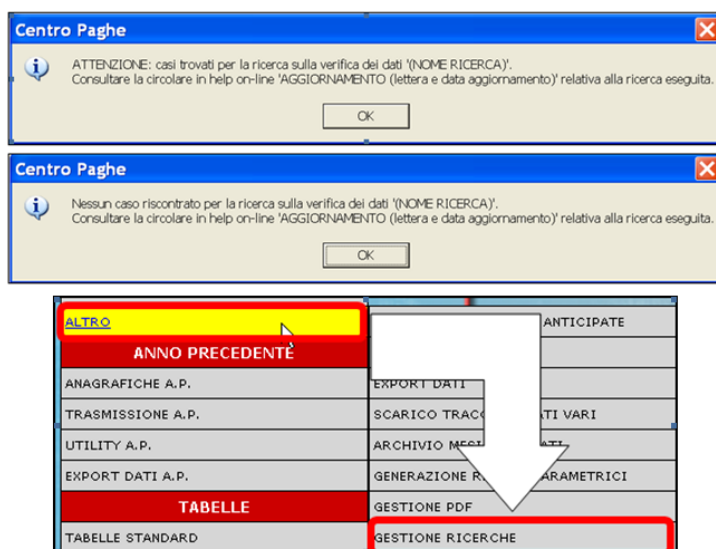 Centro Paghe
ATTENZIONE: casi trovati per la ricerca sulla verifica dei dati '(NOME RICERCA)'.
Consultare la circolare in help on-line 'AGGIORNAMENTO (lettera e data aggiornamento)' relativa alla ricerca eseguita.
OK
Centro Paghe
Nessun caso riscontrato per la ricerca sulla verifica dei dati '(NOME RICERCA)'.
Consultare la circolare in help on-line 'AGGIORNAMENTO (lettera e data aggiornamento)' relativa alla ricerca eseguita.
OK
ALTRO
ANTICIPATE
ANNO PRECEDENTE
ANAGRAFICHE A.P.
EXPORT DATI
TRASMISSIONE A.P.
SCARICO VARI
UTILITY A.P.
ARCHIVIO
EXPORT DATI A.P.
GENERAZIONE
TABELLE
GESTIONE PDF
TABELLE STANDARD
GESTIONE RICERCHE